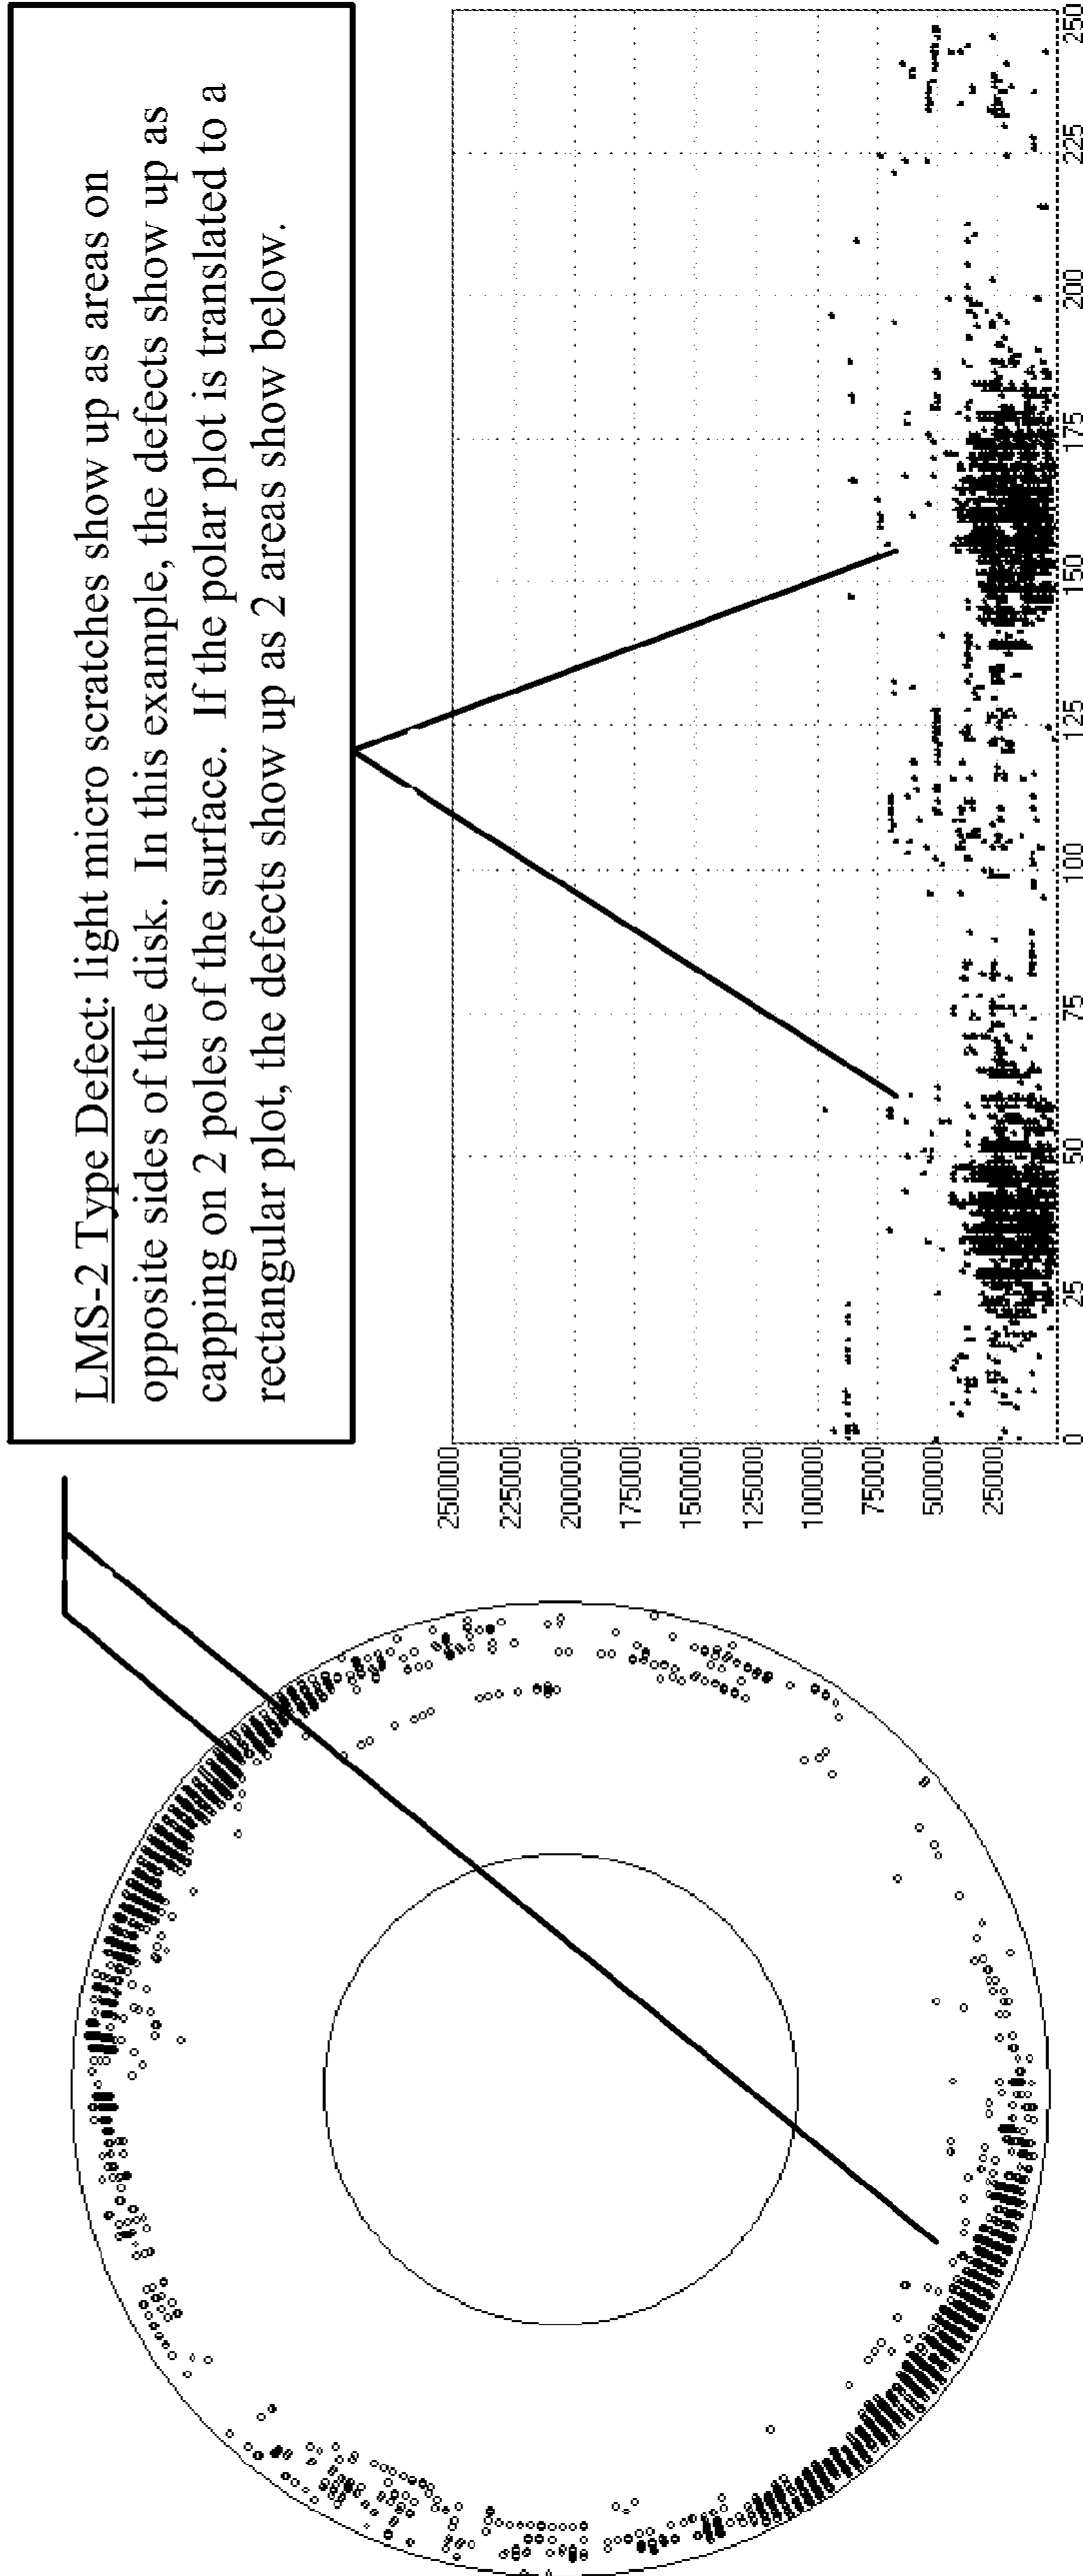 LMS-2 Type Defect: light micro scratches show up as areas on
opposite sides of the disk. In this example, the defects show up as
capping on 2 poles of the surface. If the polar plot is translated to a
rectangular plot, the defects show up as 2 areas show below.
250000
225000
200000
175000
150000
125000
100000
75000
50000
25000
0 25 50 75 100 125 150 175 200 225 250